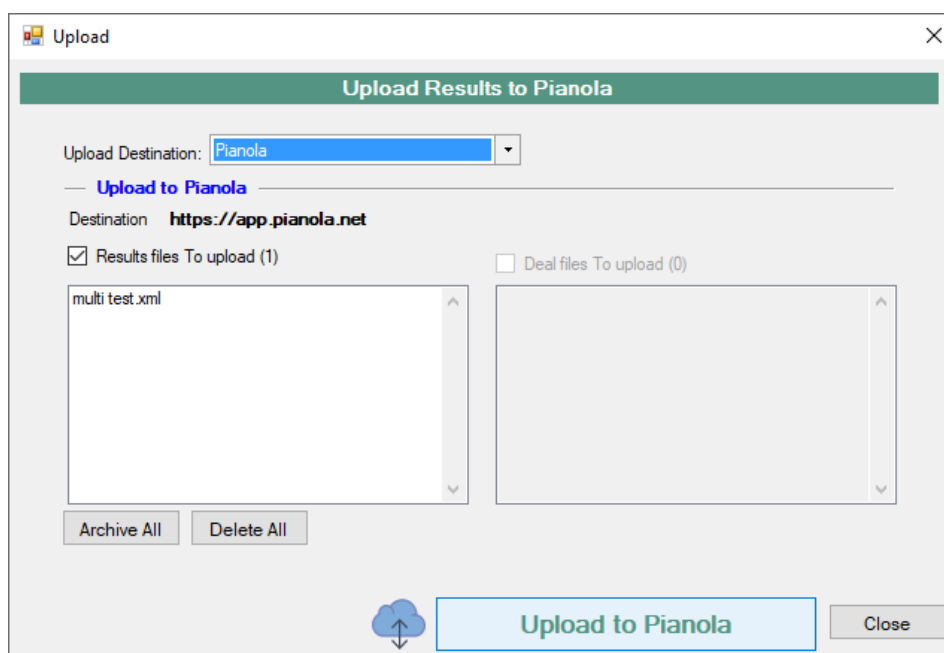 Upload
Upload Results to Pianola
Upload Destination: Pianola
Upload to Pianola
Destination https://app.pianola.net
Results files To upload (1)
Deal files To upload (0)
multi test.xml
Archive All Delete All
Upload to Pianola Close